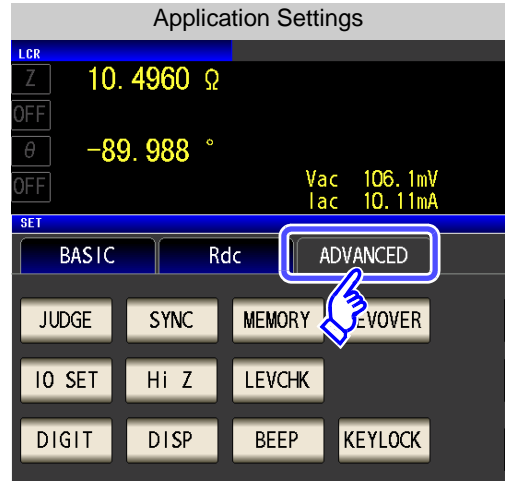 Application Settings
LCR
Z 10.4960 Ω
OFF
θ -89.988 °
OFF
Vac 106.1mV
Iac 10.11mA
SET
BASIC Rdc ADVANCED
JUDGE SYNC MEMORY EVOVER
IO SET Hi Z LEVCHK
DIGIT DISP BEEP KEYLOCK